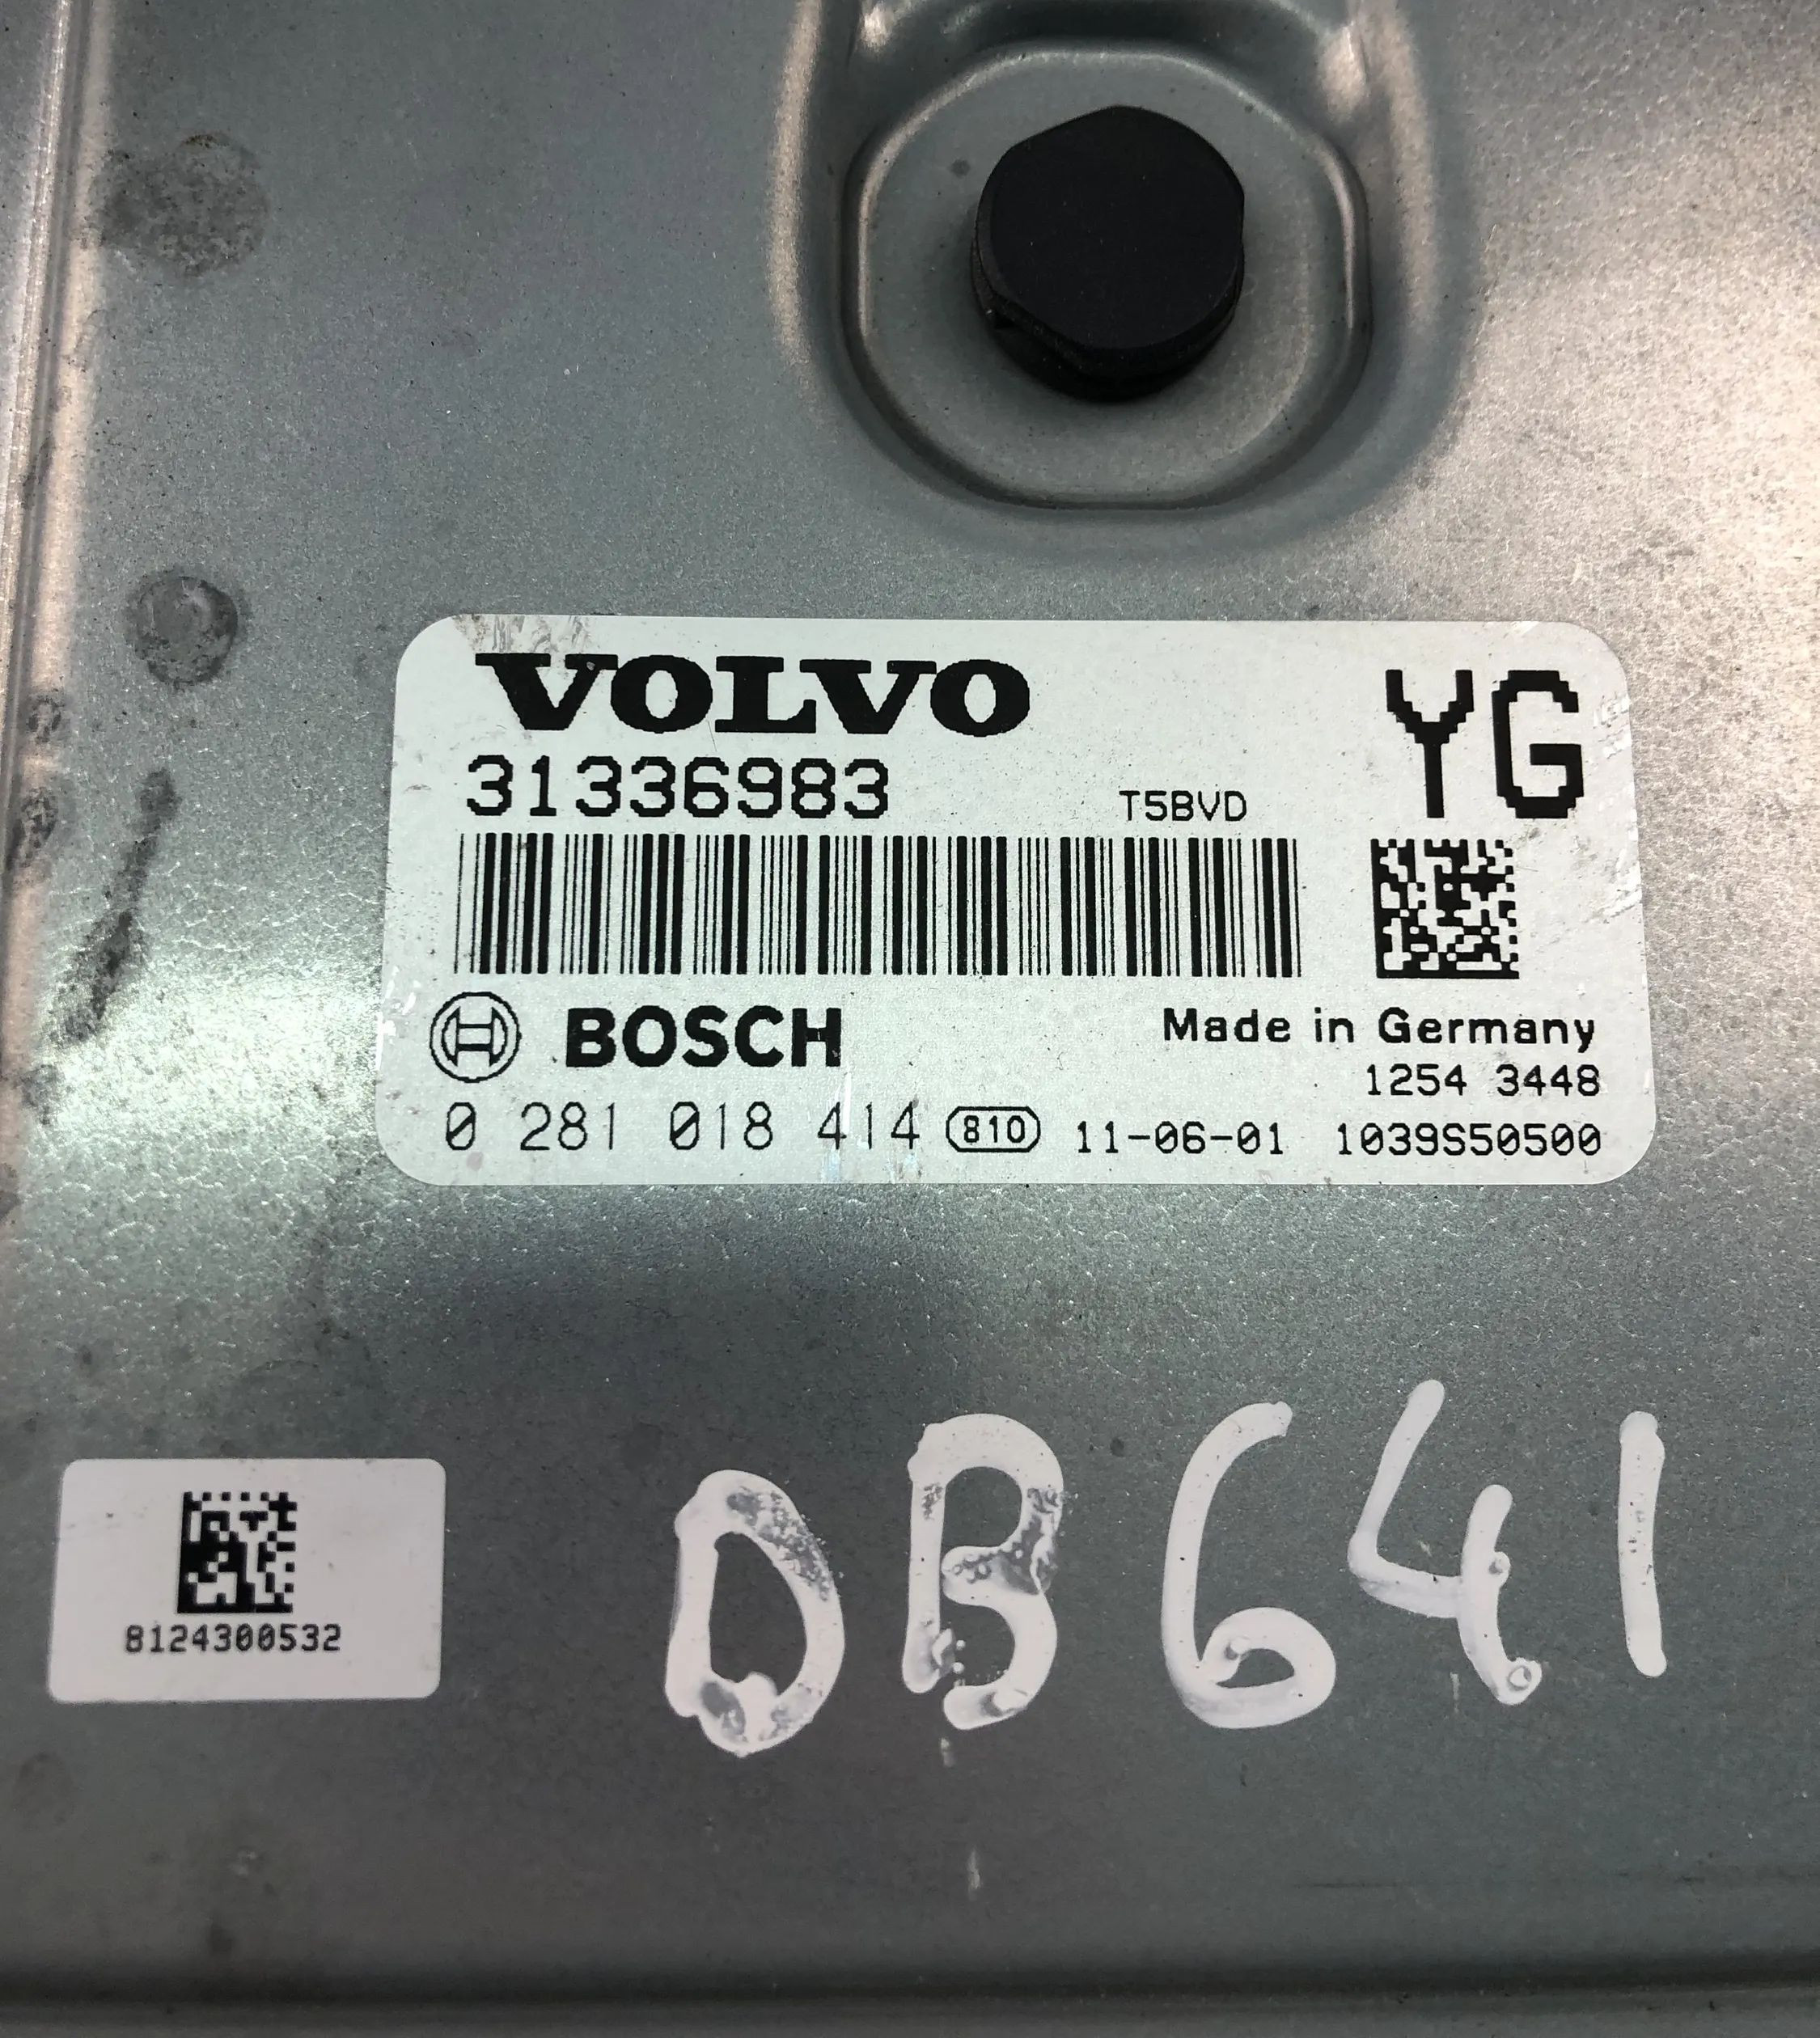 VOLVO YG
31336983 T5BVD
BOSCH Made in Germany
1254 3448
0 281 018 414 810 11-06-01 1039S50500
DB641
8124300532